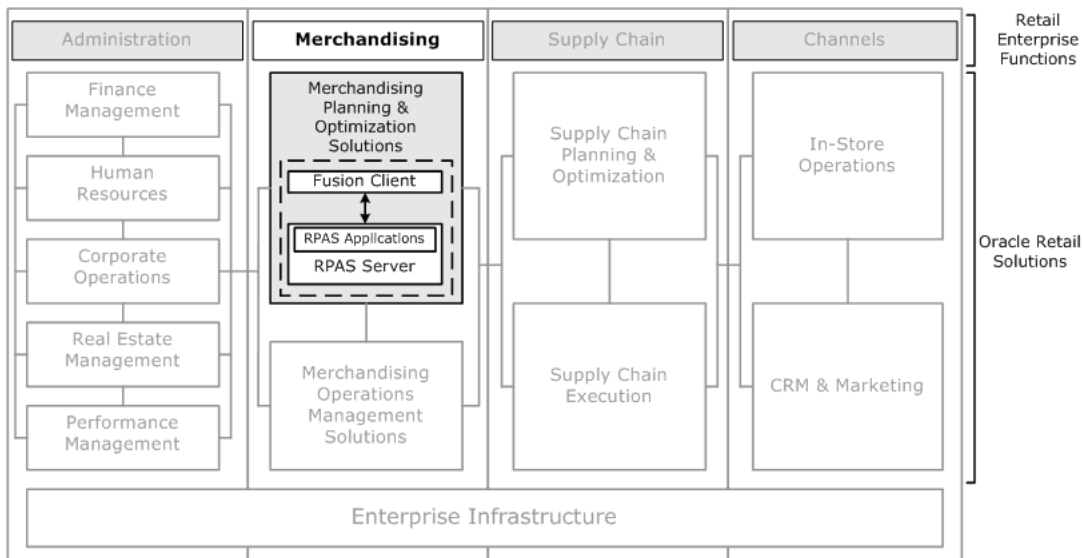 Administration
Merchandising
Supply Chain
Channels
Retail
Enterprise
Functions
Finance
Management
Human
Resources
Corporate
Operations
Real Estate
Management
Performance
Management
Merchandising
Planning &
Optimization
Solutions
Fusion Client
RPAS Applications
RPAS Server
Merchandising
Operations
Management
Solutions
Supply Chain
Planning &
Optimization
Supply Chain
Execution
In-Store
Operations
CRM & Marketing
Oracle Retail
Solutions
Enterprise Infrastructure